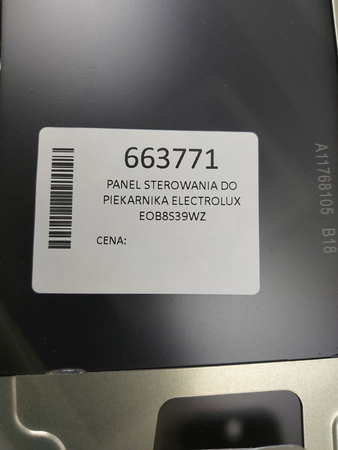 663771
PANEL STEROWANIA DO
PIEKARNIKA ELECTROLUX
EOB8S39WZ
CENA:
A11768105 B18